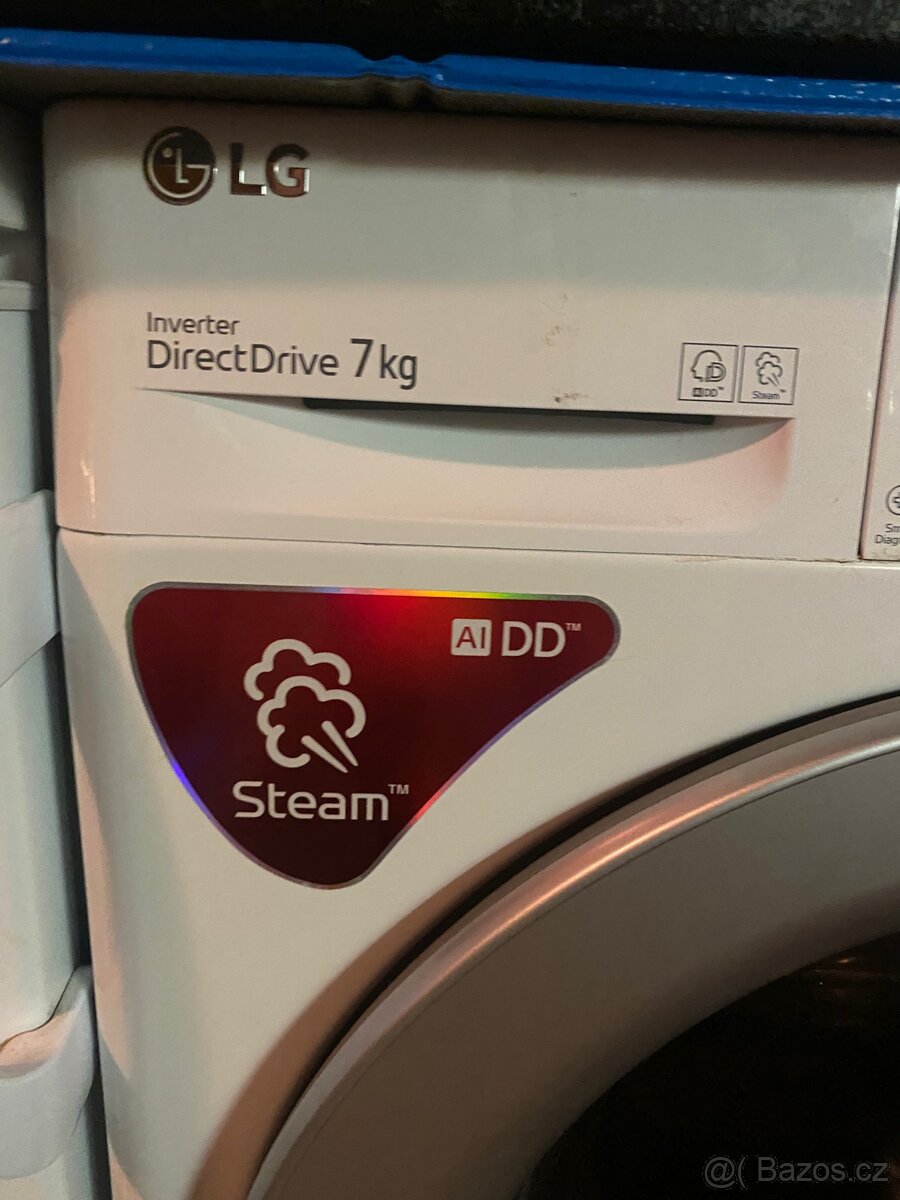 LG
Inverter
DirectDrive 7kg
AI DD™
Steam™
AI DD™
Steam™
@( Bazos.cz